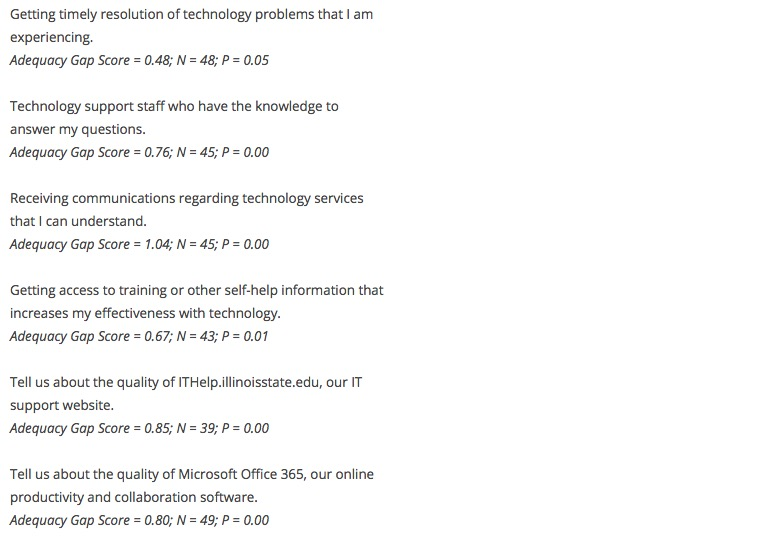 Getting timely resolution of technology problems that I am
experiencing.
Adequacy Gap Score = 0.48; N = 48; P = 0.05
Technology support staff who have the knowledge to
answer my questions.
Adequacy Gap Score = 0.76; N = 45; P = 0.00
Receiving communications regarding technology services
that I can understand.
Adequacy Gap Score = 1.04; N = 45; P = 0.00
Getting access to training or other self-help information that
increases my effectiveness with technology.
Adequacy Gap Score = 0.67; N = 43; P = 0.01
Tell us about the quality of ITHelp.illinoisstate.edu, our IT
support website.
Adequacy Gap Score = 0.85; N = 39; P = 0.00
Tell us about the quality of Microsoft Office 365, our online
productivity and collaboration software.
Adequacy Gap Score = 0.80; N = 49; P = 0.00